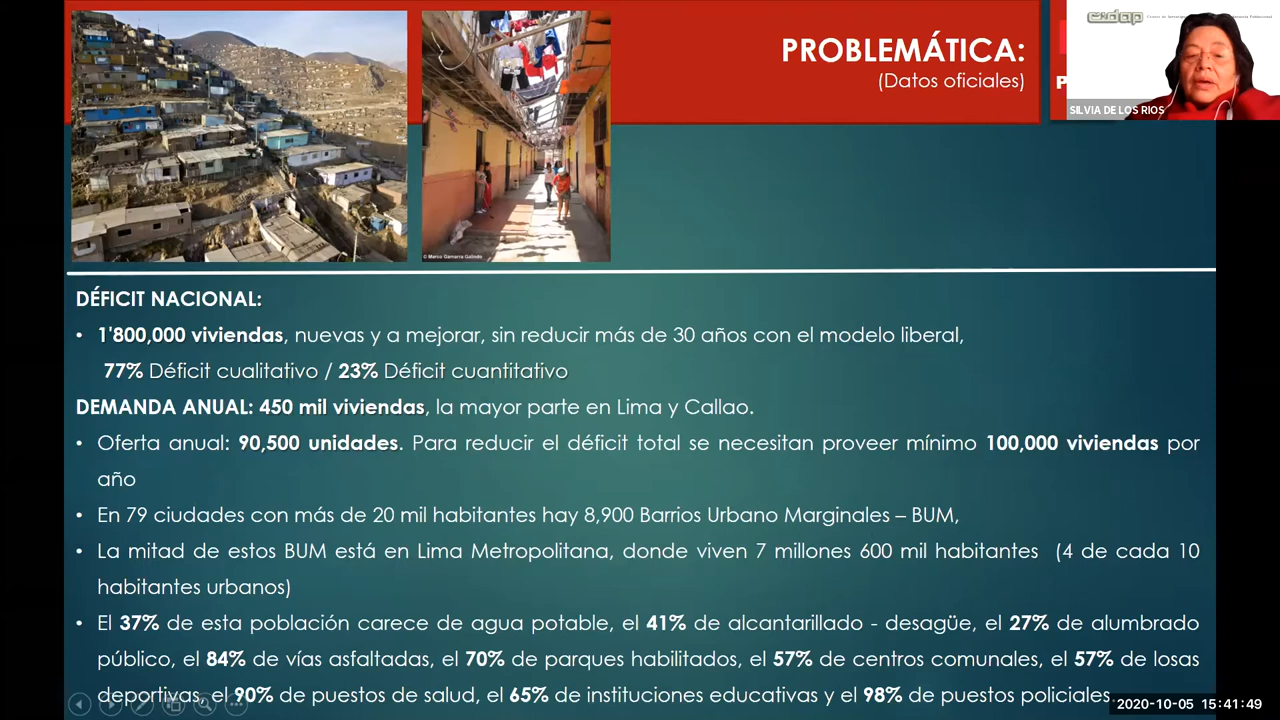 PROBLEMÁTICA:
(Datos oficiales)
P
cidap
SILVIA DE LOS RIOS
© Marco Gamarra Galindo
DÉFICIT NACIONAL:
• 1'800,000 viviendas, nuevas y a mejorar, sin reducir más de 30 años con el modelo liberal,
77% Déficit cualitativo / 23% Déficit cuantitativo
DEMANDA ANUAL: 450 mil viviendas, la mayor parte en Lima y Callao.
• Oferta anual: 90,500 unidades. Para reducir el déficit total se necesitan proveer mínimo 100,000 viviendas por
año
• En 79 ciudades con más de 20 mil habitantes hay 8,900 Barrios Urbano Marginales – BUM,
• La mitad de estos BUM está en Lima Metropolitana, donde viven 7 millones 600 mil habitantes (4 de cada 10
habitantes urbanos)
• El 37% de esta población carece de agua potable, el 41% de alcantarillado - desagüe, el 27% de alumbrado
público, el 84% de vías asfaltadas, el 70% de parques habilitados, el 57% de centros comunales, el 57% de losas
deportivas, el 90% de puestos de salud, el 65% de instituciones educativas y el 98% de puestos policiales.
2020-10-05 15:41:49